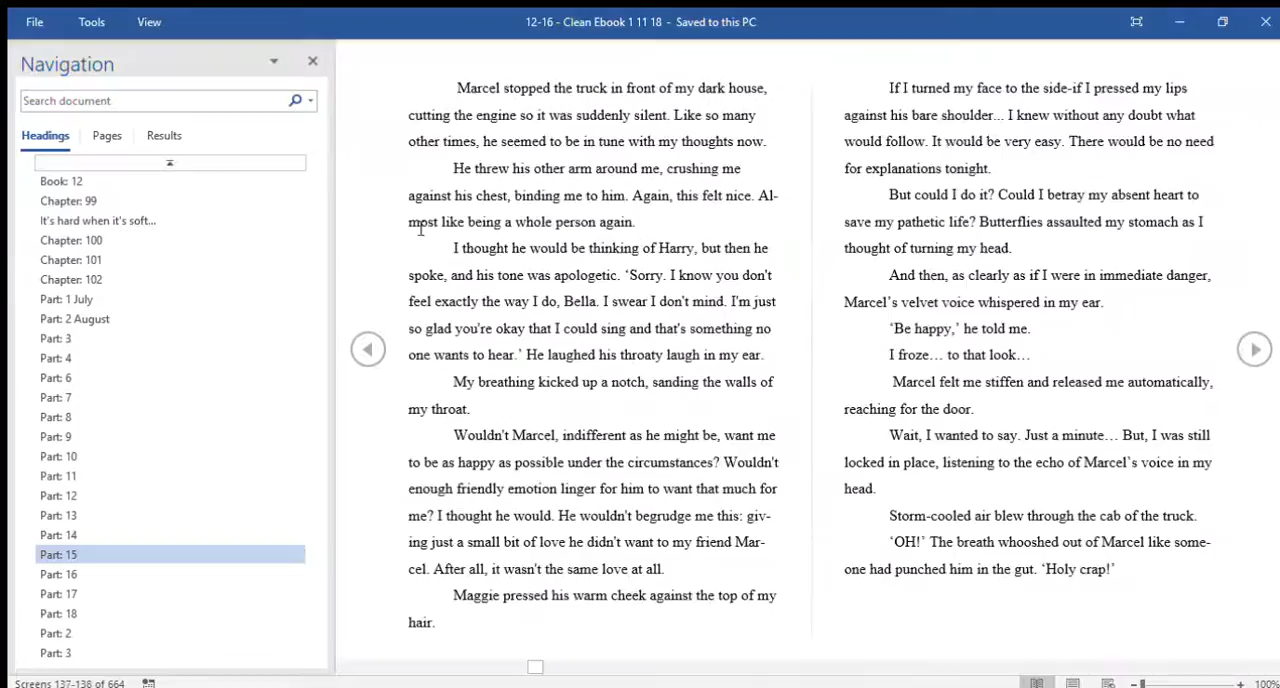 File Tools View 12-16 - Clean Ebook 1 11 18 - Saved to this PC
Navigation
Search document
Headings Pages Results
Book: 12
Chapter: 99
It's hard when it's soft...
Chapter: 100
Chapter: 101
Chapter: 102
Part: 1 July
Part: 2 August
Part: 3
Part: 4
Part: 6
Part: 7
Part: 8
Part: 9
Part: 10
Part: 11
Part: 12
Part: 13
Part: 14
Part: 15
Part: 16
Part: 17
Part: 18
Part: 2
Part: 3
Marcel stopped the truck in front of my dark house,
cutting the engine so it was suddenly silent. Like so many
other times, he seemed to be in tune with my thoughts now.
He threw his other arm around me, crushing me
against his chest, binding me to him. Again, this felt nice. Al-
most like being a whole person again.
I thought he would be thinking of Harry, but then he
spoke, and his tone was apologetic. ‘Sorry. I know you don't
feel exactly the way I do, Bella. I swear I don't mind. I'm just
so glad you're okay that I could sing and that's something no
one wants to hear.’ He laughed his throaty laugh in my ear.
My breathing kicked up a notch, sanding the walls of
my throat.
Wouldn't Marcel, indifferent as he might be, want me
to be as happy as possible under the circumstances? Wouldn't
enough friendly emotion linger for him to want that much for
me? I thought he would. He wouldn't begrudge me this: giv-
ing just a small bit of love he didn't want to my friend Mar-
cel. After all, it wasn't the same love at all.
Maggie pressed his warm cheek against the top of my
hair.
If I turned my face to the side-if I pressed my lips
against his bare shoulder... I knew without any doubt what
would follow. It would be very easy. There would be no need
for explanations tonight.
But could I do it? Could I betray my absent heart to
save my pathetic life? Butterflies assaulted my stomach as I
thought of turning my head.
And then, as clearly as if I were in immediate danger,
Marcel’s velvet voice whispered in my ear.
‘Be happy,’ he told me.
I froze… to that look…
Marcel felt me stiffen and released me automatically,
reaching for the door.
Wait, I wanted to say. Just a minute… But, I was still
locked in place, listening to the echo of Marcel’s voice in my
head.
Storm-cooled air blew through the cab of the truck.
‘OH!’ The breath whooshed out of Marcel like some-
one had punched him in the gut. ‘Holy crap!’
Screens 137-138 of 664
100%